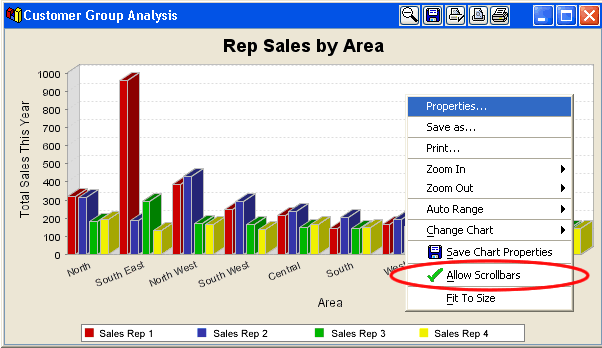 Customer Group Analysis
Rep Sales by Area
Total Sales This Year
1000
900
800
700
600
500
400
300
200
100
0
North
South East
North West
South West
Central
South
West
Area
Sales Rep 1
Sales Rep 2
Sales Rep 3
Sales Rep 4
Properties...
Save as...
Print...
Zoom In
Zoom Out
Auto Range
Change Chart
Save Chart Properties
Allow Scrollbars
Fit To Size